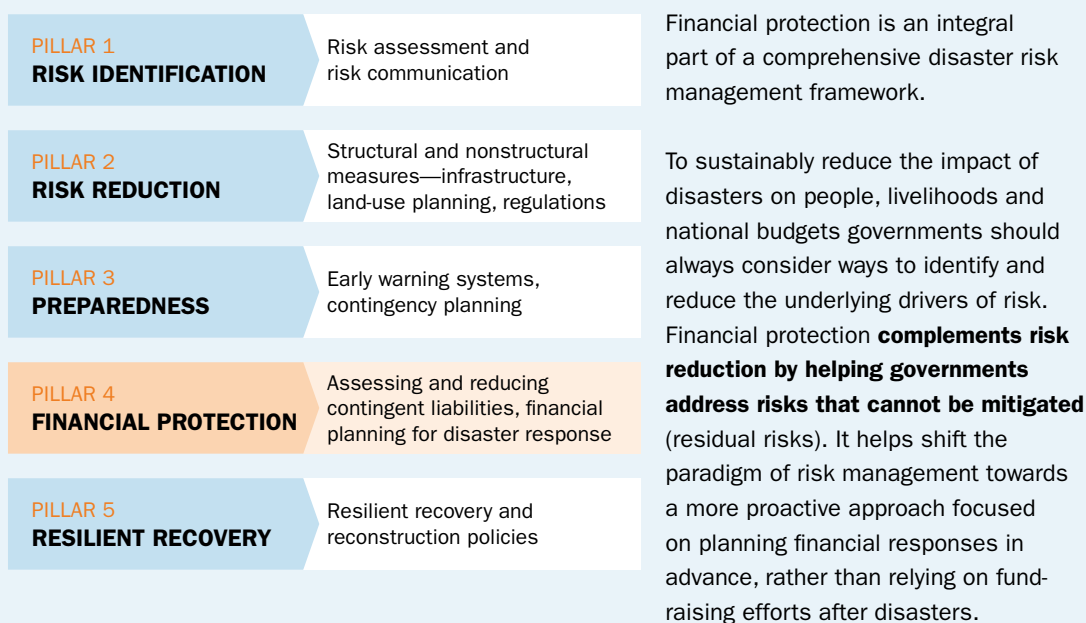 PILLAR 1
RISK IDENTIFICATION
Risk assessment and
risk communication
PILLAR 2
RISK REDUCTION
Structural and nonstructural
measures—infrastructure,
land-use planning, regulations
PILLAR 3
PREPAREDNESS
Early warning systems,
contingency planning
PILLAR 4
FINANCIAL PROTECTION
Assessing and reducing
contingent liabilities, financial
planning for disaster response
PILLAR 5
RESILIENT RECOVERY
Resilient recovery and
reconstruction policies
Financial protection is an integral
part of a comprehensive disaster risk
management framework.
To sustainably reduce the impact of
disasters on people, livelihoods and
national budgets governments should
always consider ways to identify and
reduce the underlying drivers of risk.
Financial protection complements risk
reduction by helping governments
address risks that cannot be mitigated
(residual risks). It helps shift the
paradigm of risk management towards
a more proactive approach focused
on planning financial responses in
advance, rather than relying on fund-
raising efforts after disasters.